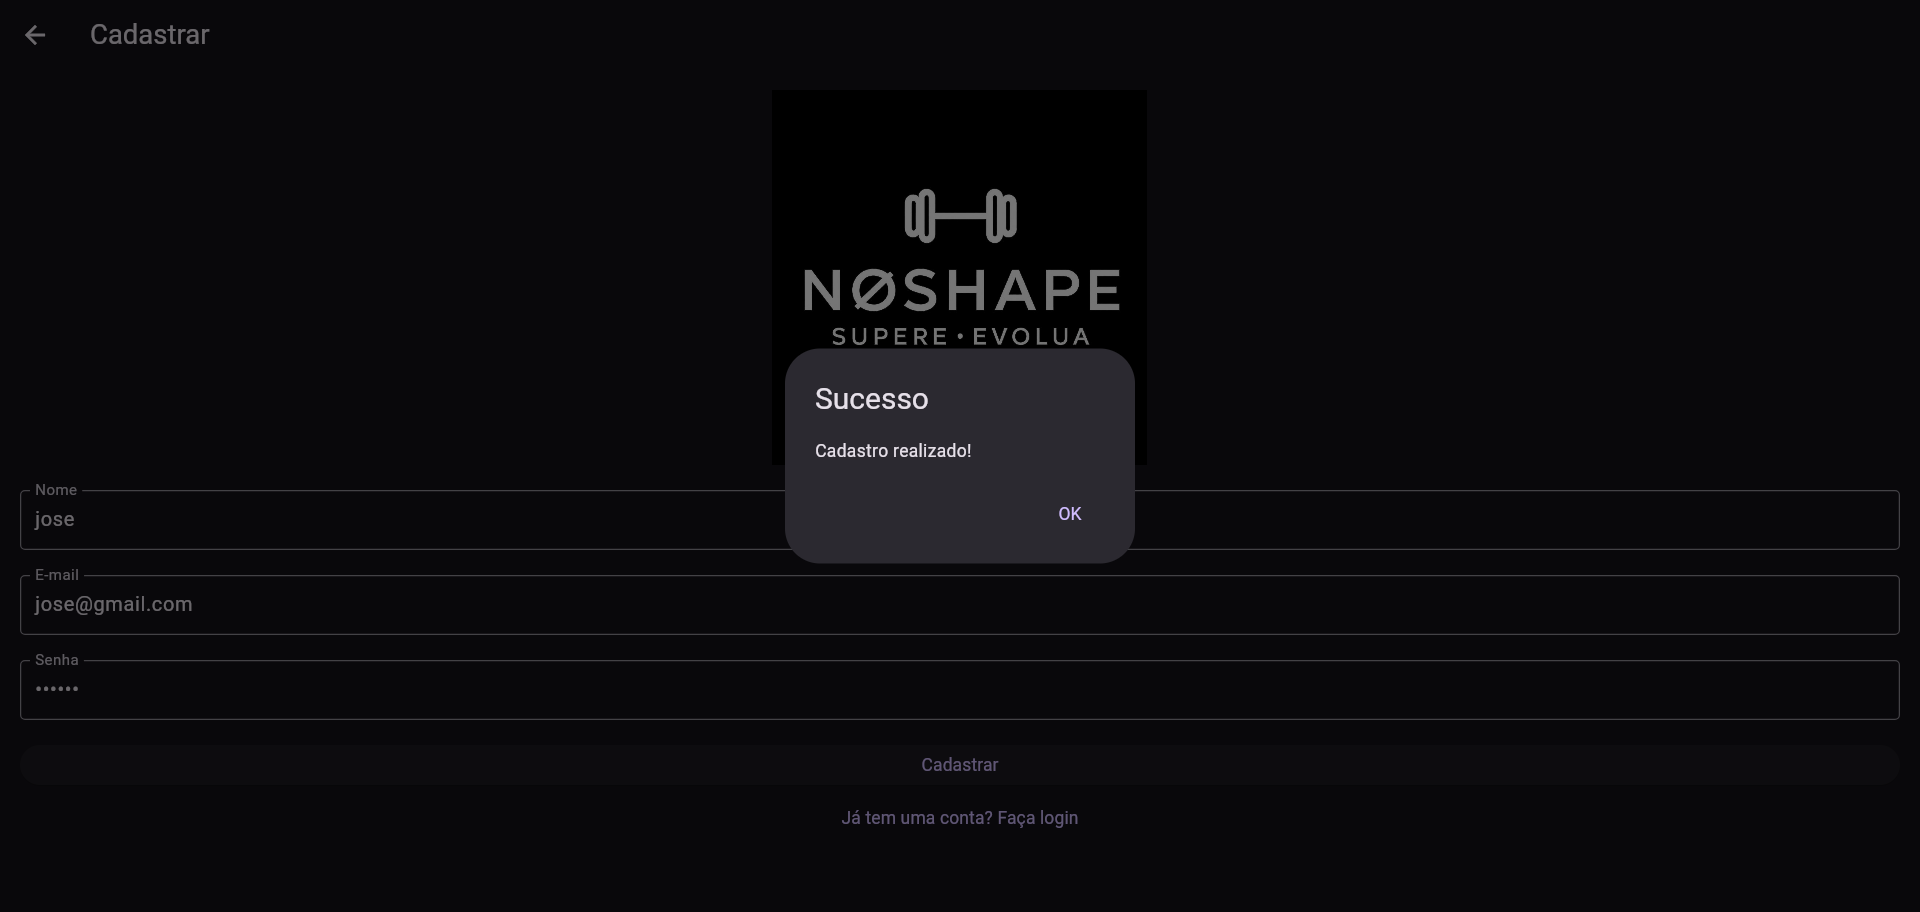 Cadastrar
NØSHAPE
SUPERE • EVOLUA
Sucesso
Cadastro realizado!
OK
Nome
jose
E-mail
jose@gmail.com
Senha
••••••
Cadastrar
Já tem uma conta? Faça login